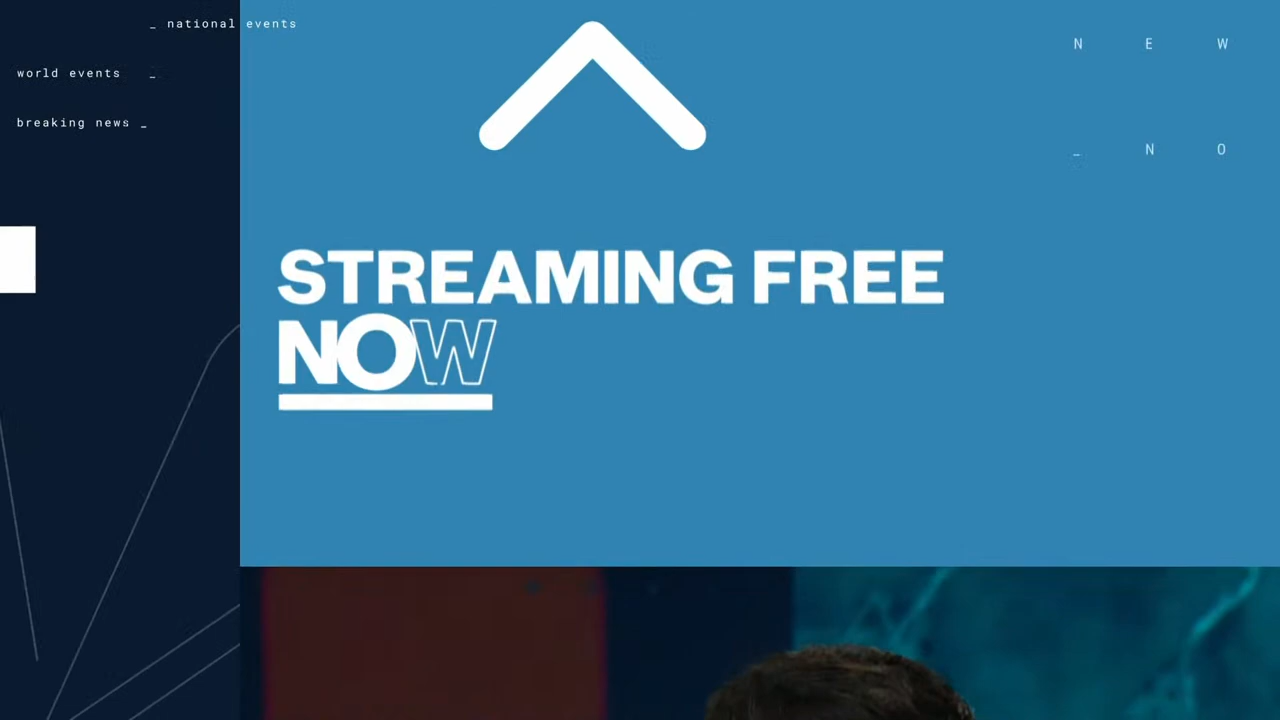 _ national events
world events _
breaking news _
N E W
_ N O
STREAMING FREE
NOW